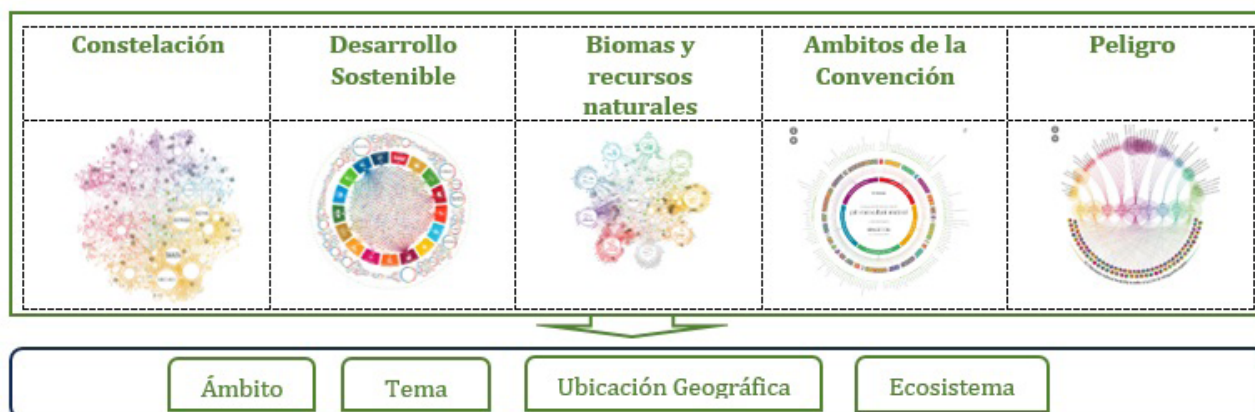 Constelación
Desarrollo
Sostenible
Biomas y
recursos
naturales
Ambitos de la
Convención
Peligro
Ámbito
Tema
Ubicación Geográfica
Ecosistema